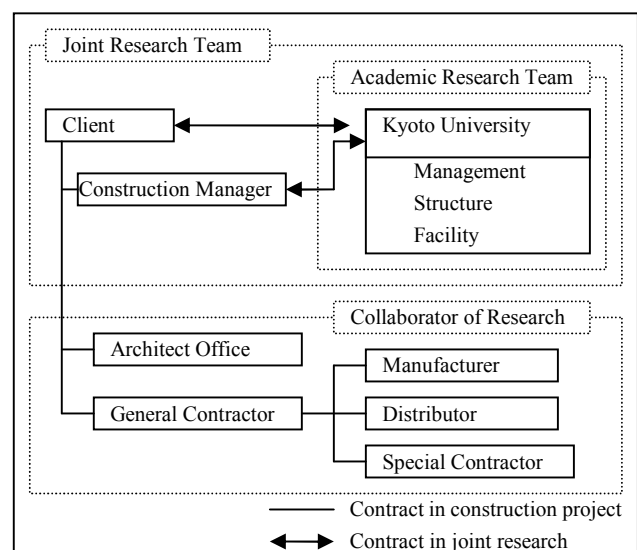 Joint Research Team
Academic Research Team
Client
Kyoto University
Construction Manager
Management
Structure
Facility
Collaborator of Research
Architect Office
Manufacturer
General Contractor
Distributor
Special Contractor
Contract in construction project
Contract in joint research